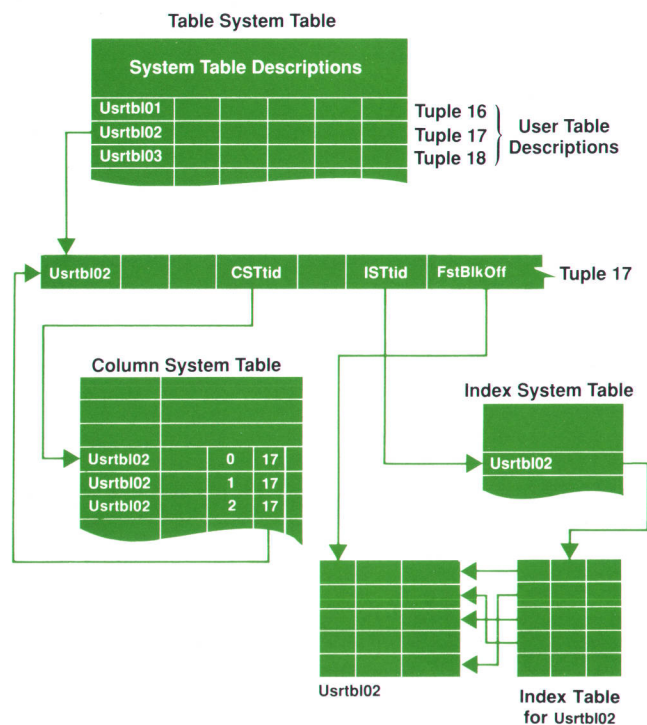 Table System Table
System Table Descriptions
Usrtbl01
Tuple 16
Usrtbl02
Tuple 17
Usrtbl03
Tuple 18
User Table
Descriptions
Usrtbl02 CSTtid ISTtid FstBlkOff
Tuple 17
Column System Table
Usrtbl02 0 17
Usrtbl02 1 17
Usrtbl02 2 17
Index System Table
Usrtbl02
Usrtbl02
Index Table
for Usrtbl02